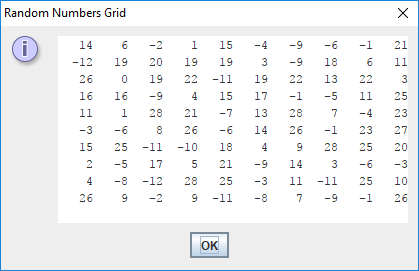 Random Numbers Grid
14 6 -2 1 15 -4 -9 -6 -1 21
-12 19 20 19 19 3 -9 18 6 11
26 0 19 22 -11 19 22 13 22 3
16 16 -9 4 15 17 -1 -5 11 25
11 1 28 21 -7 13 28 7 -4 23
-3 -6 8 26 -6 14 26 -1 23 27
15 25 -11 -10 18 4 9 28 25 20
2 -5 17 5 21 -9 14 3 -6 -3
4 -8 -12 28 25 -3 11 -11 25 10
26 9 -2 9 -11 -8 7 -9 -1 26
OK